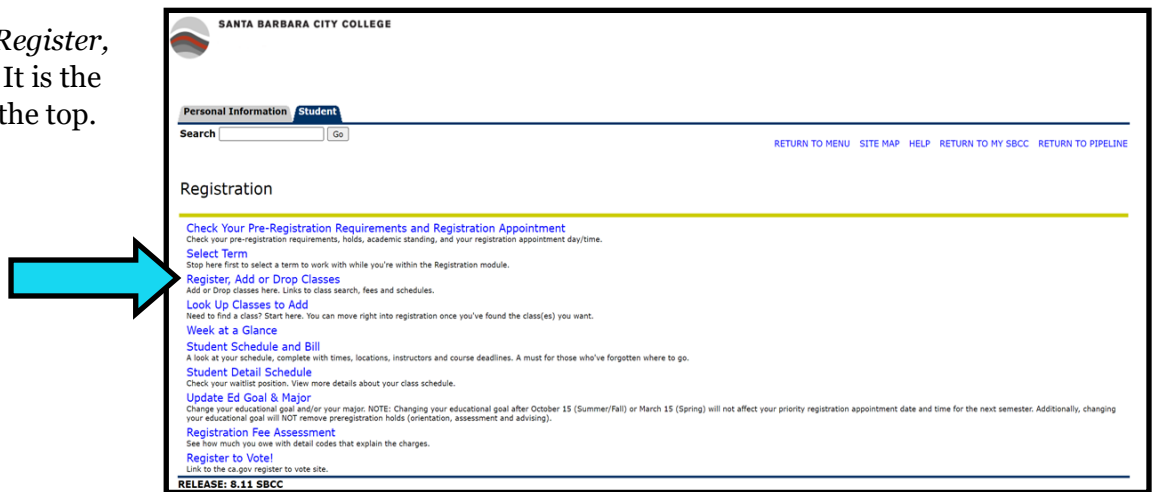 Register,
It is the
the top.
SANTA BARBARA CITY COLLEGE
Personal Information Student
Search Go
RETURN TO MENU SITE MAP HELP RETURN TO MY SBCC RETURN TO PIPELINE
Registration
Check Your Pre-Registration Requirements and Registration Appointment
Check your pre-registration requirements, holds, academic standing, and your registration appointment day/time.
Select Term
Stop here first to select a term to work with while you're within the Registration module.
Register, Add or Drop Classes
Add or Drop classes here. Links to class search, fees and schedules.
Look Up Classes to Add
Need to find a class? Start here. You can move right into registration once you've found the class(es) you want.
Week at a Glance
Student Schedule and Bill
A look at your schedule, complete with times, locations, instructors and course deadlines. A must for those who've forgotten where to go.
Student Detail Schedule
Check your waitlist position. View more details about your class schedule.
Update Ed Goal & Major
Change your educational goal and/or your major. NOTE: Changing your educational goal after October 15 (Summer/Fall) or March 15 (Spring) will not affect your priority registration appointment date and time for the next semester. Additionally, changing
your educational goal will NOT remove preregistration holds (orientation, assessment and advising).
Registration Fee Assessment
See how much you owe with detail codes that explain the charges.
Register to Vote!
Link to the ca.gov register to vote site.
RELEASE: 8.11 SBCC